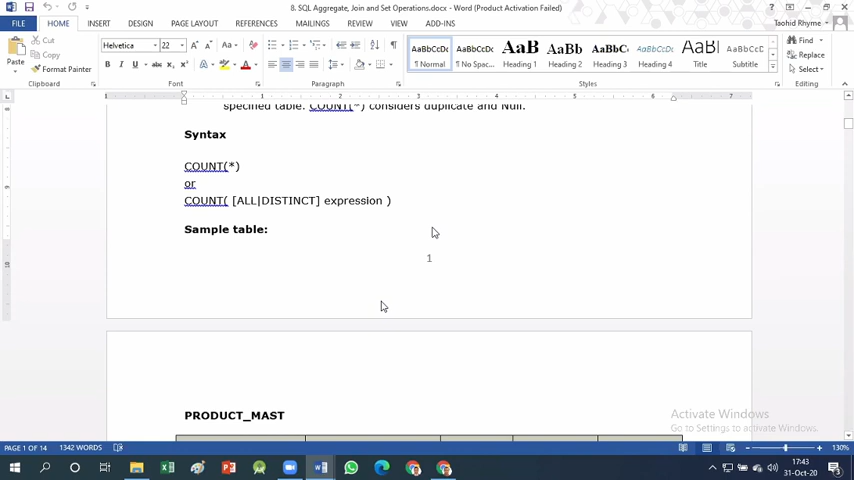 8. SQL Aggregate, Join and Set Operations.docx - Word (Product Activation Failed)
FILE HOME INSERT DESIGN PAGE LAYOUT REFERENCES MAILINGS REVIEW VIEW ADD-INS
Taohid Rhyme
Cut
Copy
Paste
Format Painter
Clipboard
Helvetica 22
Font
Paragraph
AaBbCcDc AaBbCcDc AaBb AaBb AaBbC AaBbCcD AaB AaBbCcD
¶ Normal ¶ No Spac... Heading 1 Heading 2 Heading 3 Heading 4 Title Subtitle
Styles
Find
Replace
Select
Editing
specified table. COUNT(*) considers duplicate and Null.
Syntax
COUNT(*)
or
COUNT( [ALL|DISTINCT] expression )
Sample table:
1
PRODUCT_MAST
Activate Windows
Go to Settings to activate Windows.
PAGE 1 OF 14 1342 WORDS
130%
17:43
31-Oct-20